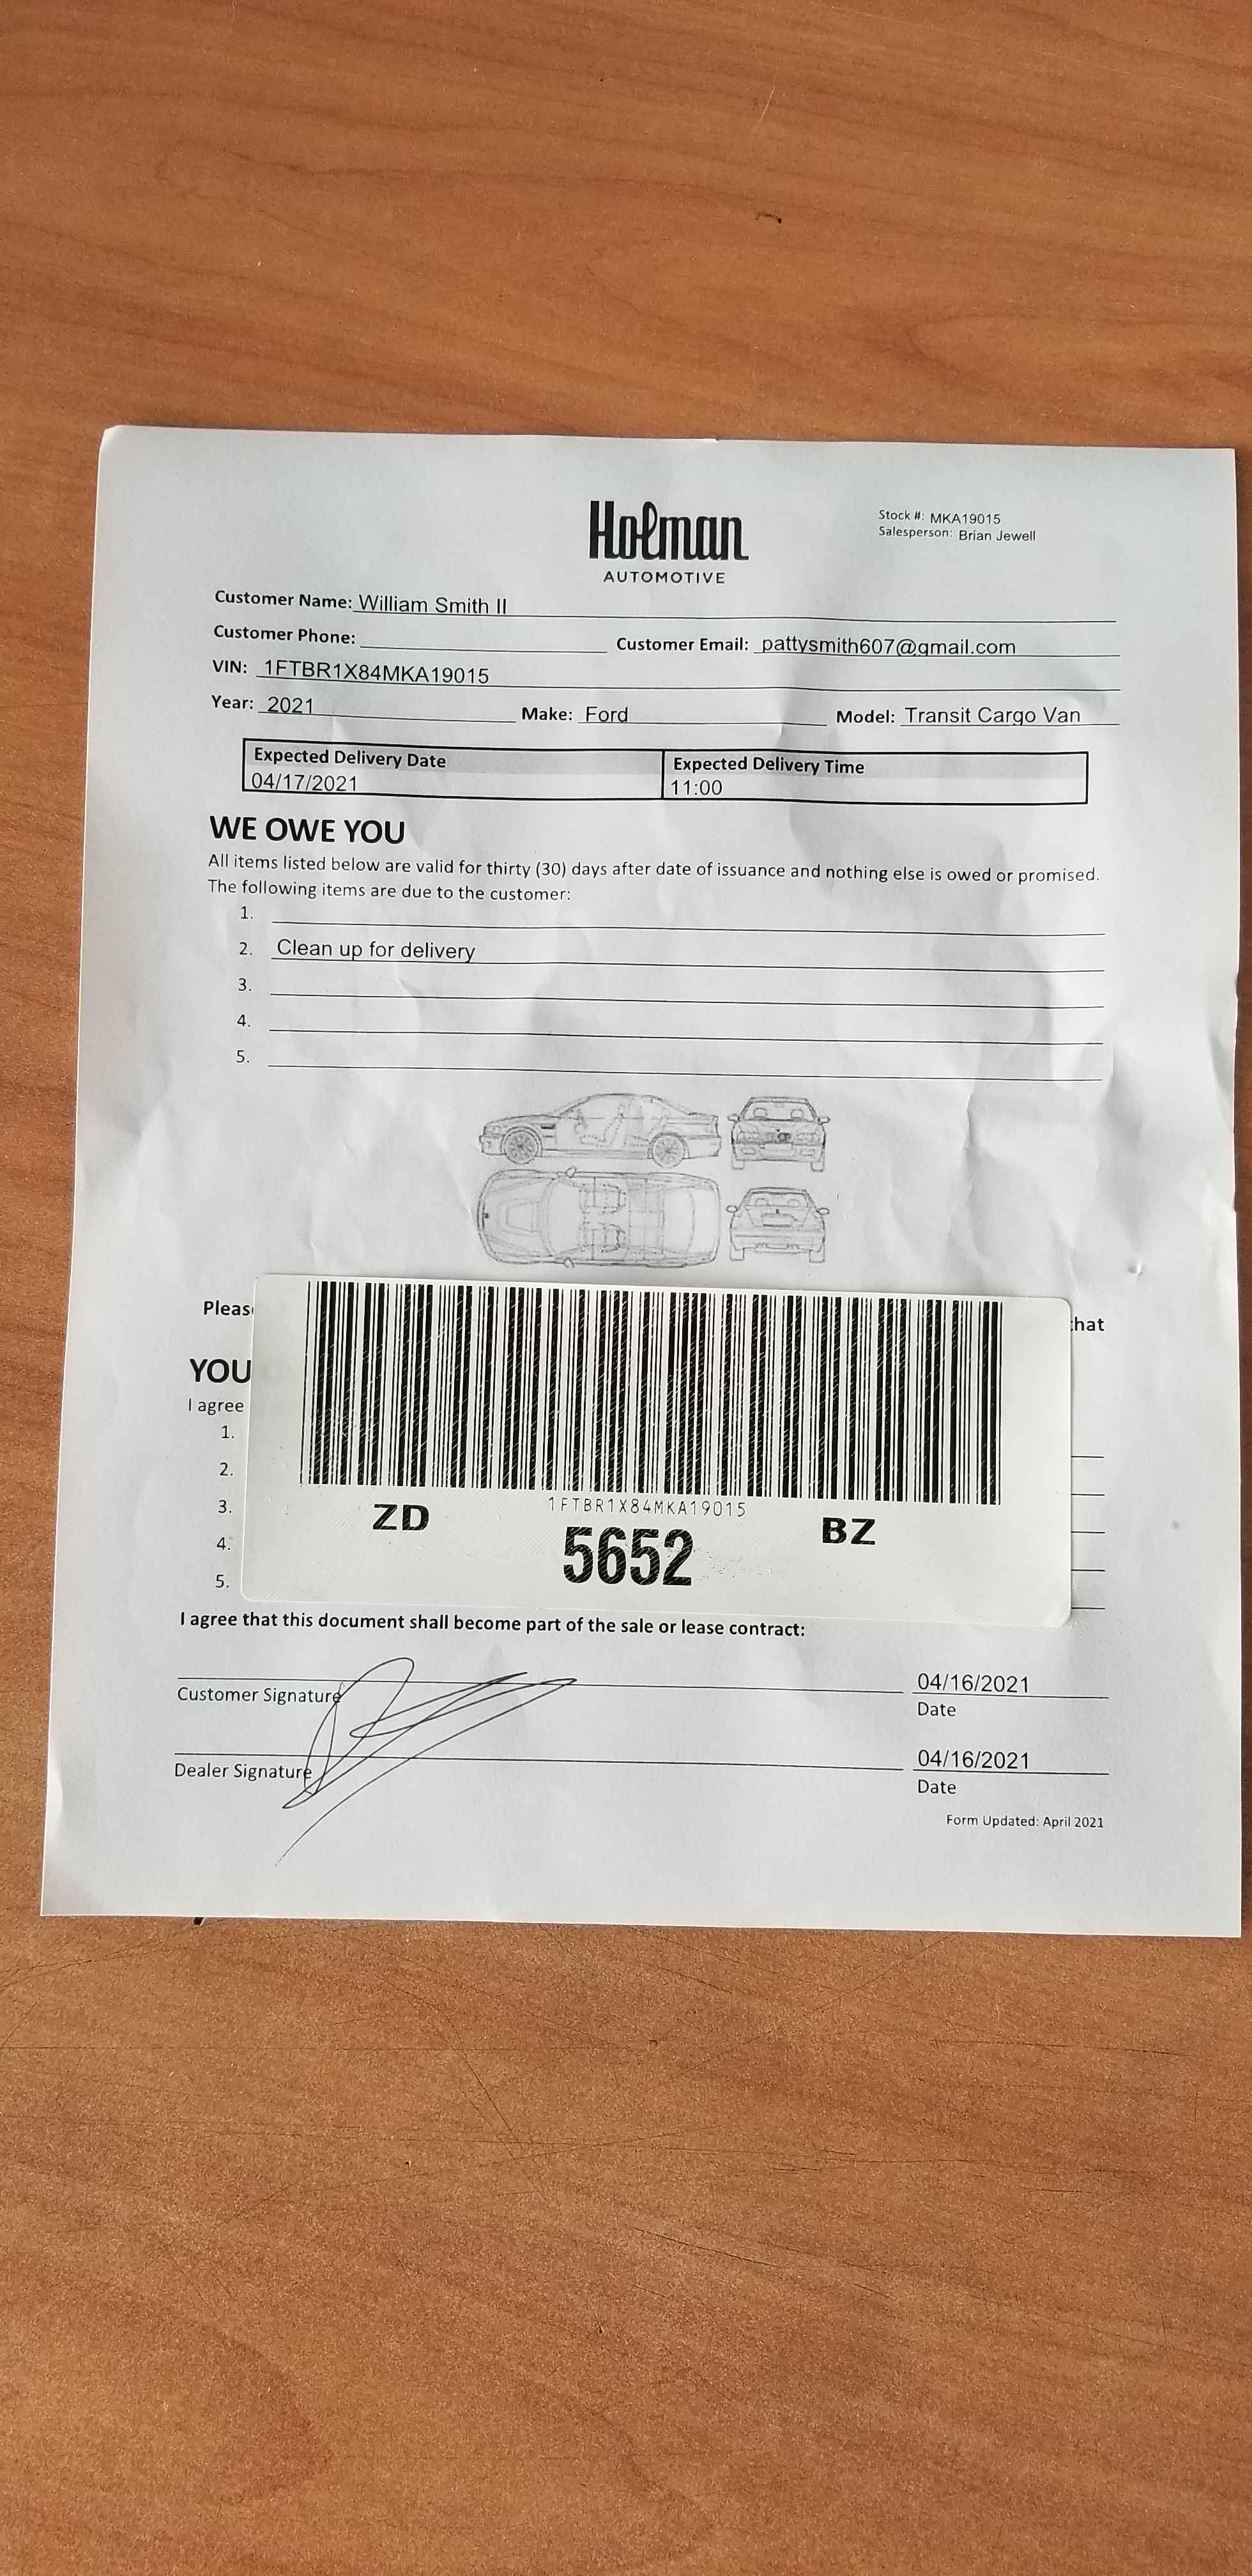 Holman
AUTOMOTIVE
Stock #: MKA19015
Salesperson: Brian Jewell
Customer Name: William Smith II
Customer Phone: Customer Email: pattysmith607@gmail.com
VIN: 1FTBR1X84MKA19015
Year: 2021 Make: Ford Model: Transit Cargo Van
Expected Delivery Date Expected Delivery Time
04/17/2021 11:00
WE OWE YOU
All items listed below are valid for thirty (30) days after date of issuance and nothing else is owed or promised.
The following items are due to the customer:
1.
2. Clean up for delivery
3.
4.
5.
Pleas hat
YOU
I agree
1.
2.
3.
4.
5.
1FTBR1X84MKA19015
ZD 5652 BZ
I agree that this document shall become part of the sale or lease contract:
04/16/2021
Customer Signature Date
04/16/2021
Dealer Signature Date
Form Updated: April 2021